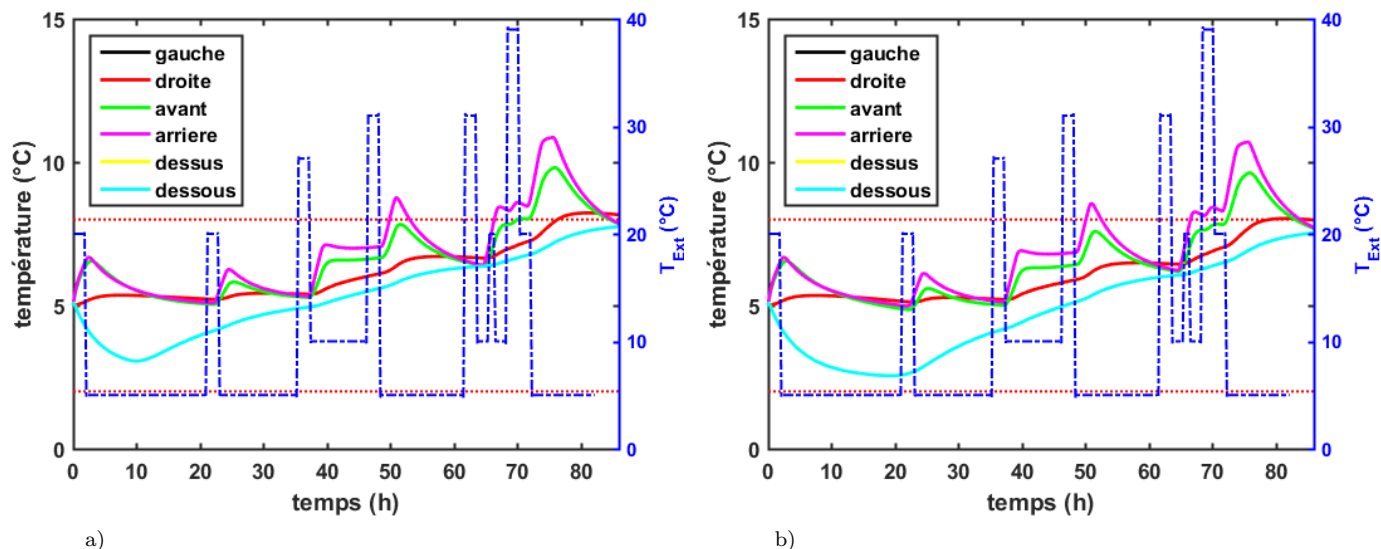 15
10
5
0
température (°C)
gauche
droite
avant
arriere
dessus
dessous
40
30
20
10
0
T_Ext (°C)
0 10 20 30 40 50 60 70 80
temps (h)
a)
15
10
5
0
température (°C)
gauche
droite
avant
arriere
dessus
dessous
40
30
20
10
0
T_Ext (°C)
0 10 20 30 40 50 60 70 80
temps (h)
b)